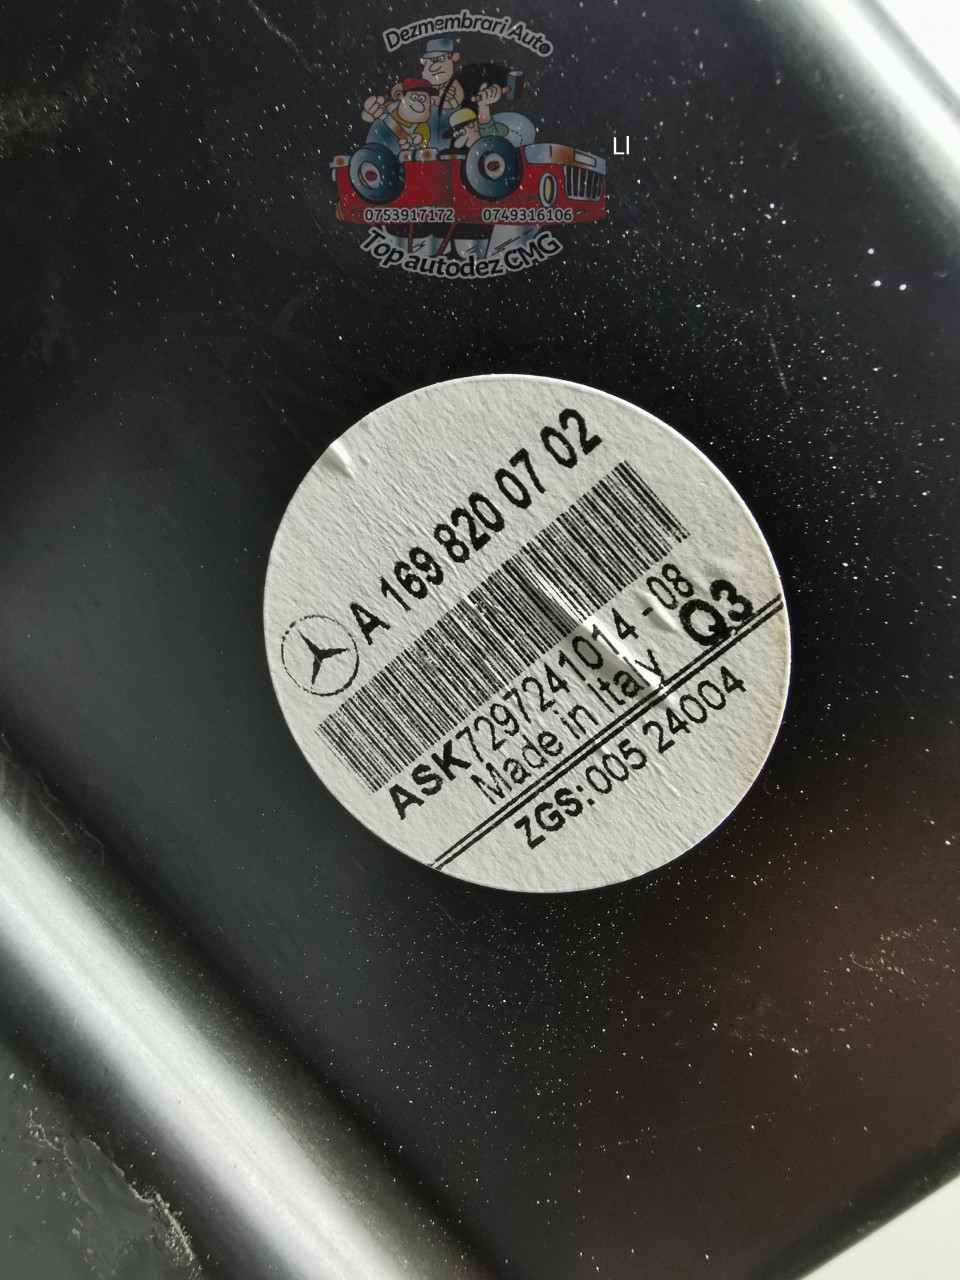 Dezmembrari Auto
LI
0753917172 0749316106
Top autodez CMG
A 169 820 07 02
ASK7297241014 -08
Made in Italy Q3
ZGS:005 24004